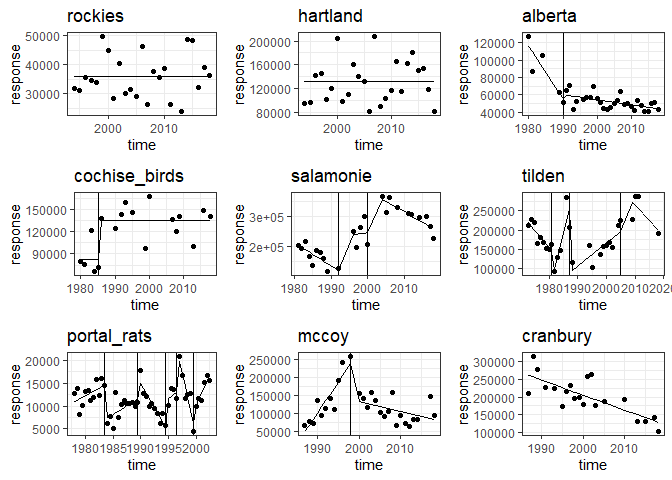 rockies
response
50000
40000
30000
2000
2010
time
hartland
response
200000
160000
120000
80000
2000
2010
time
alberta
response
120000
100000
80000
60000
40000
1980
1990
2000
2010
time
cochise_birds
response
150000
120000
90000
1980
1990
2000
2010
time
salamonie
response
3e+05
2e+05
1980
1990
2000
2010
time
tilden
response
250000
200000
150000
100000
1980
1990
2000
2010
2020
time
portal_rats
response
20000
15000
10000
5000
1980
1985
1990
1995
2000
time
mccoy
response
250000
200000
150000
100000
50000
1990
2000
2010
time
cranbury
response
300000
250000
200000
150000
100000
1990
2000
2010
time